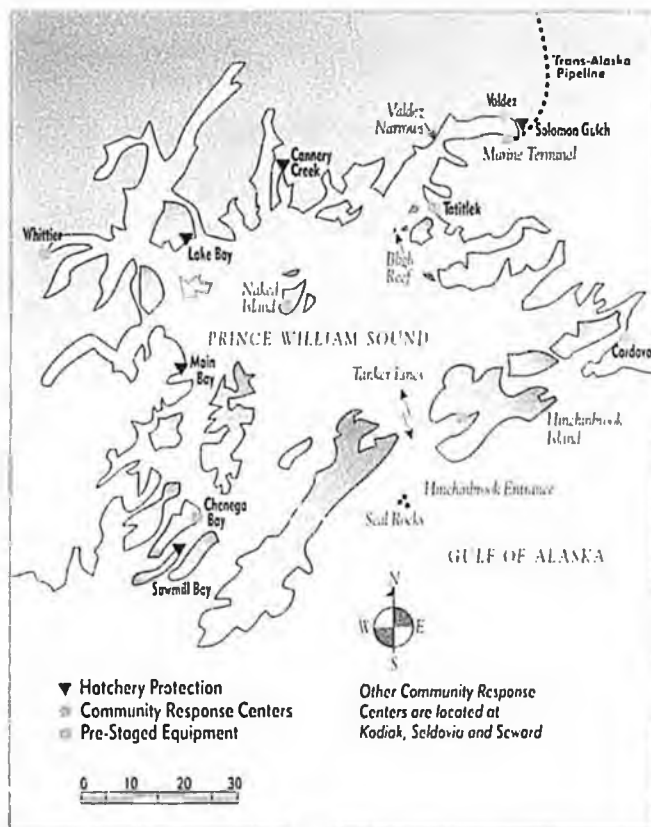 Trans-Alaska
Pipeline
Valdez
Valdez
Narrows
Solomon Gulch
Marine Terminal
Cannery
Creek
Tatitlek
Whittier
Lake Bay
Bligh
Reef
Naked
Island
PRINCE WILLIAM SOUND
Cordova
Main
Bay
Tanker Lanes
Hinchinbrook
Island
Chenega
Bay
Hinchinbrook Entrance
Seal Rocks
GULF OF ALASKA
Sawmill Bay
N
W E
S
Hatchery Protection
Community Response Centers
Pre-Staged Equipment
Other Community Response
Centers are located at
Kodiak, Seldovia and Seward
0 10 20 30